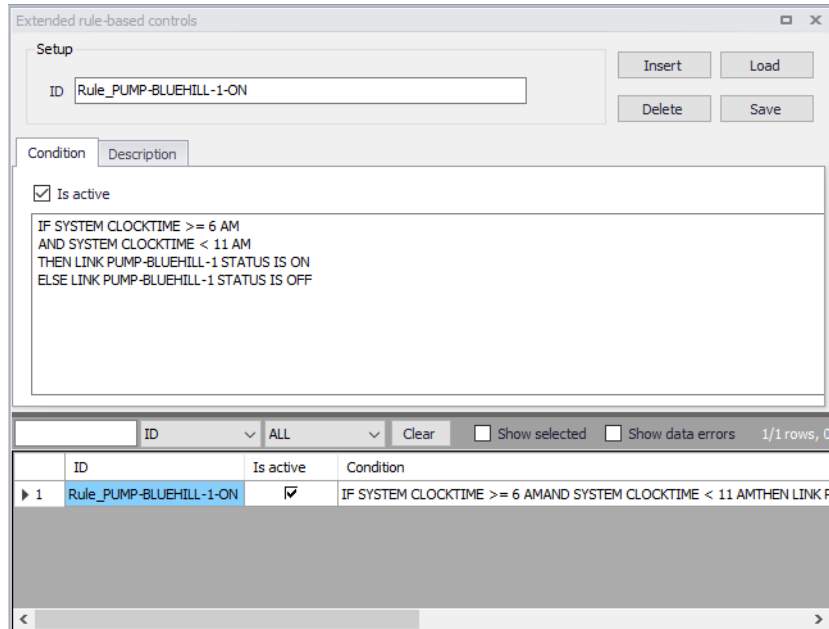 Extended rule-based controls
Setup
ID Rule_PUMP-BLUEHILL-1-ON
Insert Load
Delete Save
Condition Description
Is active
IF SYSTEM CLOCKTIME >= 6 AM
AND SYSTEM CLOCKTIME < 11 AM
THEN LINK PUMP-BLUEHILL-1 STATUS IS ON
ELSE LINK PUMP-BLUEHILL-1 STATUS IS OFF
ID ALL Clear Show selected Show data errors 1/1 rows, 0
ID Is active Condition
1 Rule_PUMP-BLUEHILL-1-ON IF SYSTEM CLOCKTIME >= 6 AMAND SYSTEM CLOCKTIME < 11 AMTHEN LINK P